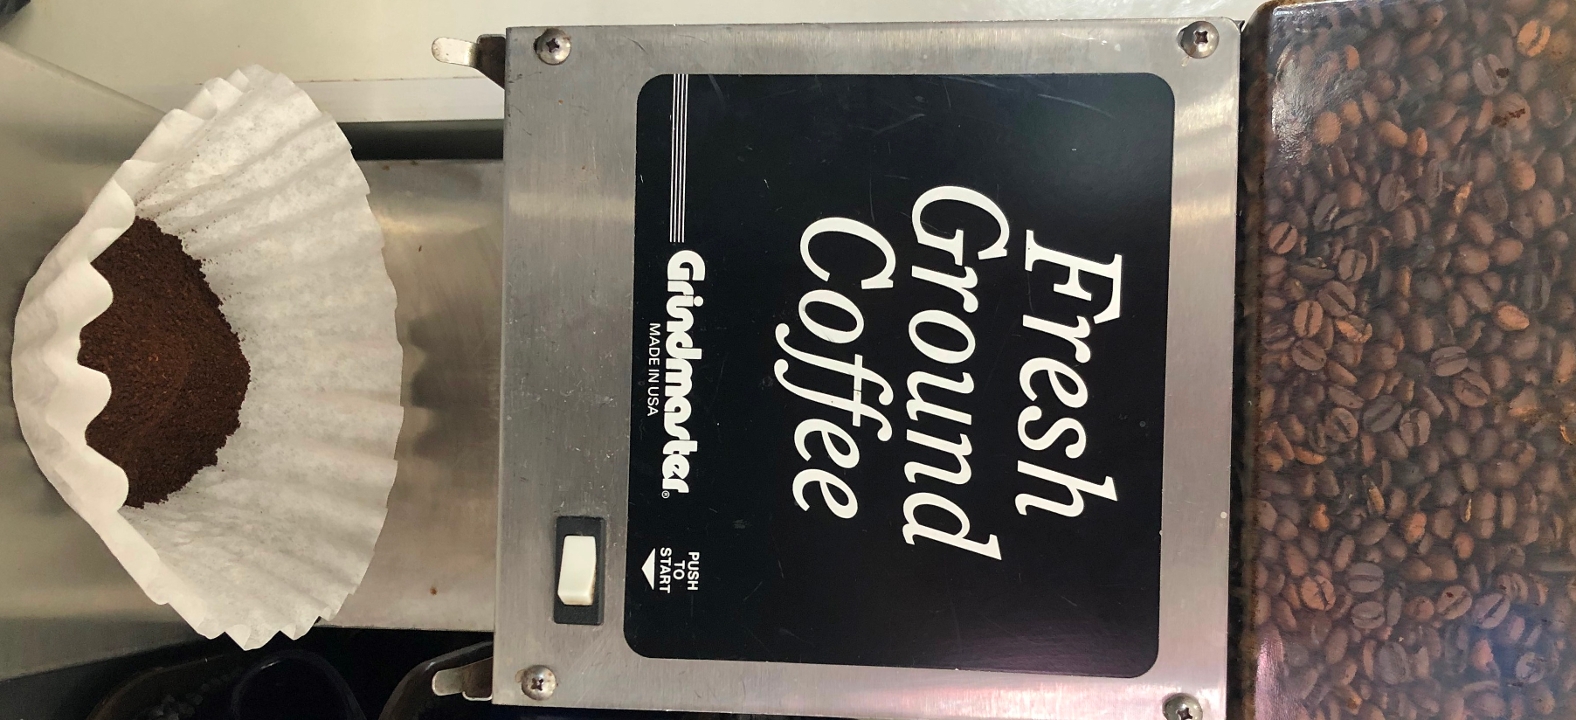 Fresh
Ground
Coffee
Grindmaster®
MADE IN USA
PUSH
TO
START